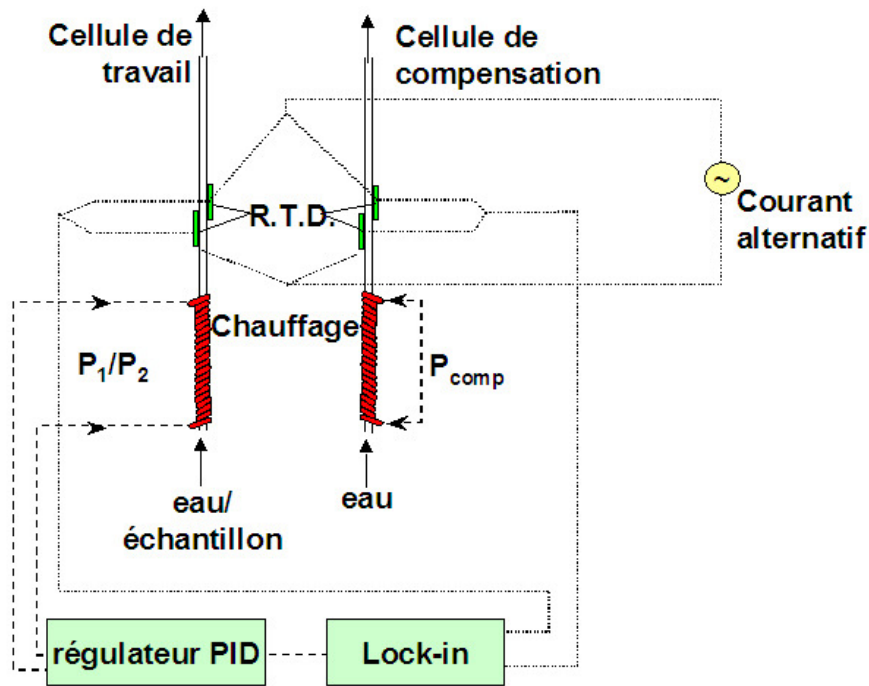 Cellule de
travail
Cellule de
compensation
~
R.T.D.
Courant
alternatif
Chauffage
P1/P2
Pcomp
eau/
échantillon
eau
régulateur PID
Lock-in